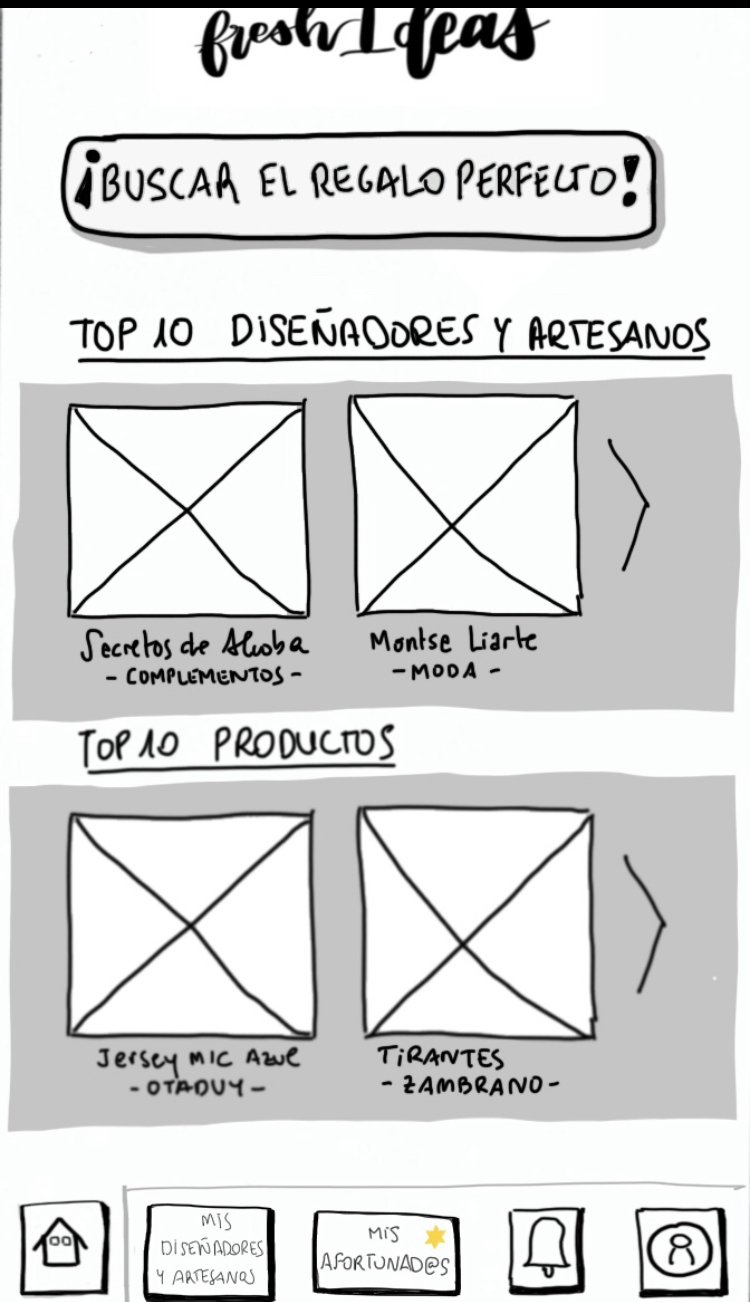 fresh Ideas
¡BUSCAR EL REGALO PERFECTO!
TOP 10 DISEÑADORES Y ARTESANOS
Secretos de Alcoba
- COMPLEMENTOS -
Montse Liarte
- MODA -
TOP 10 PRODUCTOS
Jersey MIC Azul
- OTADUY -
TIRANTES
- ZAMBRANO -
MIS
DISEÑADORES
Y ARTESANOS
MIS
AFORTUNAD@S